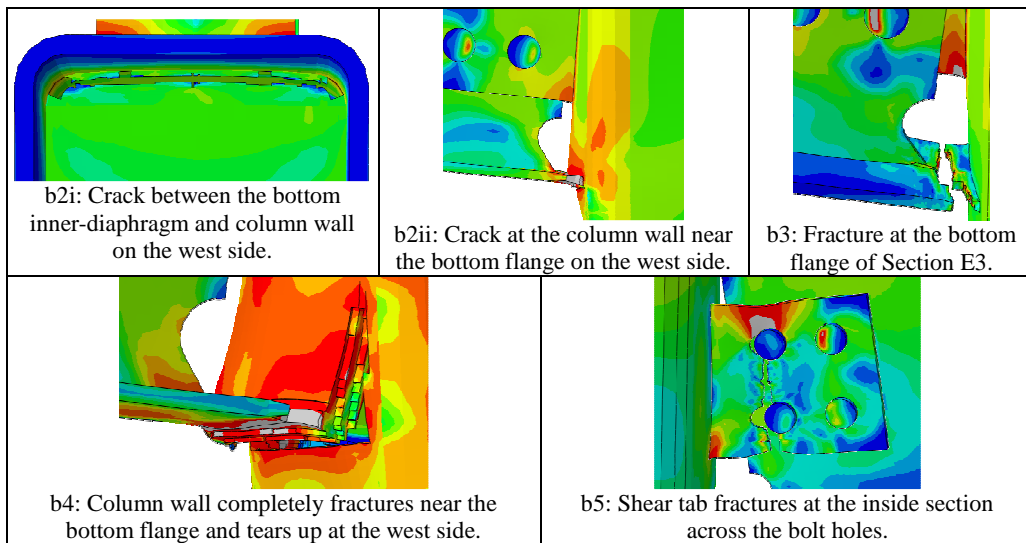 b2i: Crack between the bottom
inner-diaphragm and column wall
on the west side.
b2ii: Crack at the column wall near
the bottom flange on the west side.
b3: Fracture at the bottom
flange of Section E3.
b4: Column wall completely fractures near the
bottom flange and tears up at the west side.
b5: Shear tab fractures at the inside section
across the bolt holes.